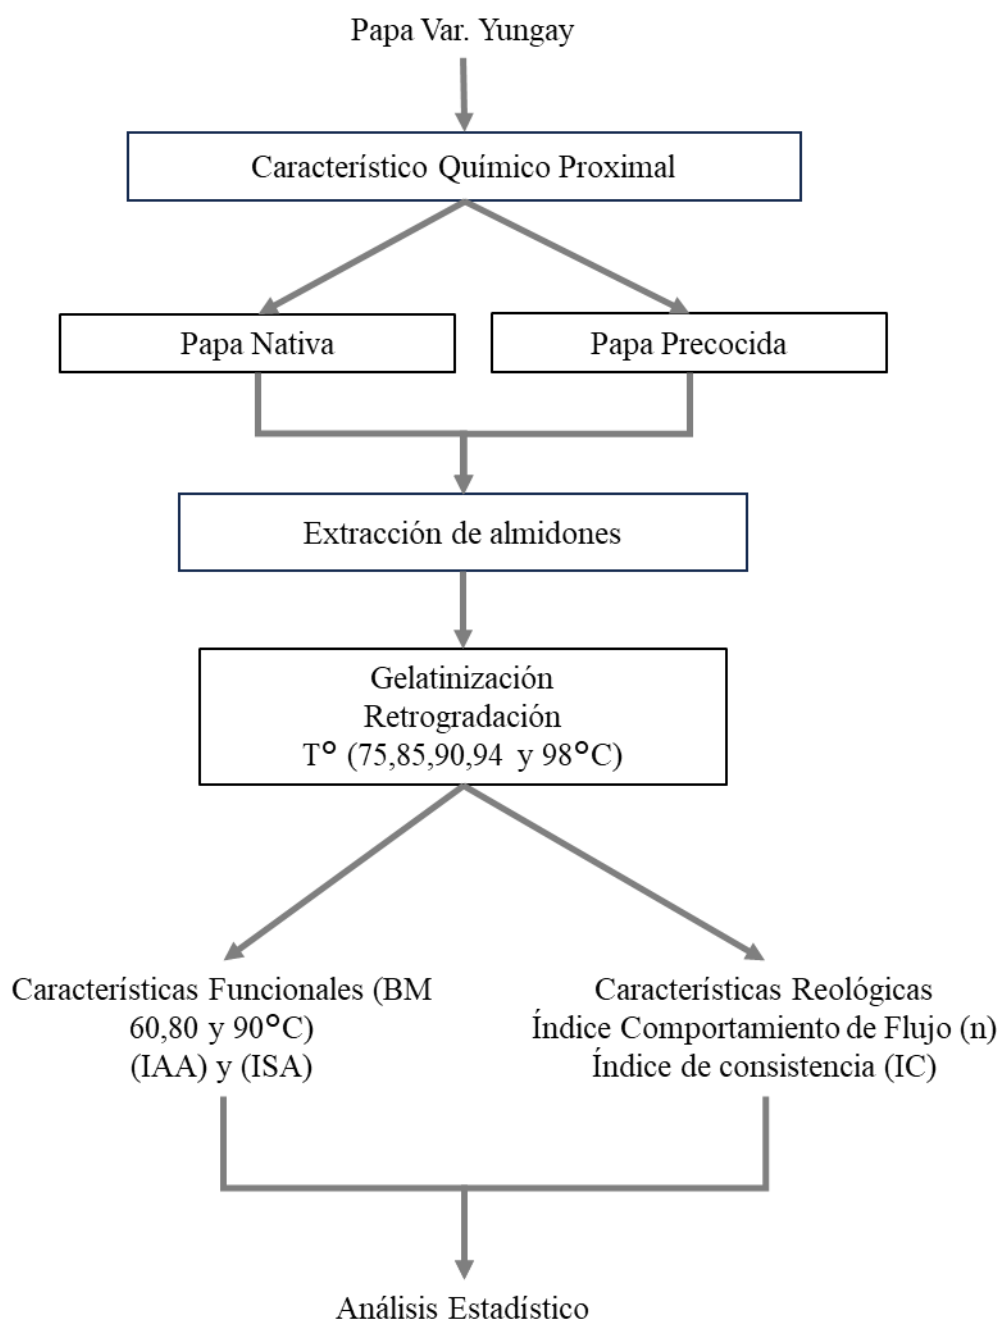 Papa Var. Yungay
Característico Químico Proximal
Papa Nativa
Papa Precocida
Extracción de almidones
Gelatinización
Retrogradación
T° (75,85,90,94 y 98°C)
Características Funcionales (BM
60,80 y 90°C)
(IAA) y (ISA)
Características Reológicas
Índice Comportamiento de Flujo (n)
Índice de consistencia (IC)
Análisis Estadístico